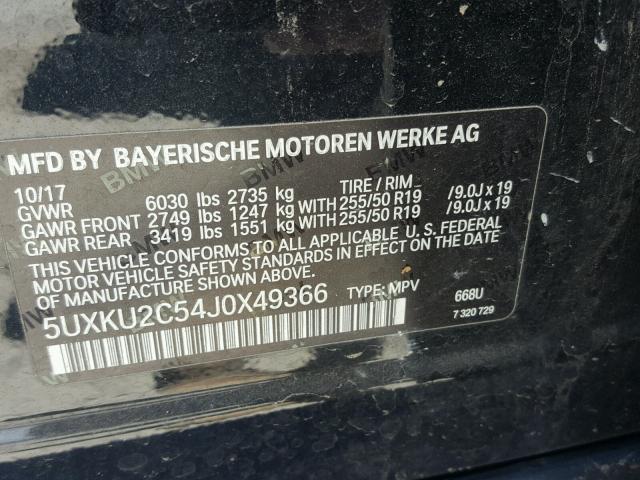 MFD BY BAYERISCHE MOTOREN WERKE AG
10/17
GVWR 6030 lbs 2735 kg TIRE / RIM
GAWR FRONT 2749 lbs 1247 kg WITH 255/50 R19 /9.0J x 19
GAWR REAR 3419 lbs 1551 kg WITH 255/50 R19 /9.0J x 19
THIS VEHICLE CONFORMS TO ALL APPLICABLE U.S. FEDERAL
MOTOR VEHICLE SAFETY STANDARDS IN EFFECT ON THE DATE
OF MANUFACTURE SHOWN ABOVE.
5UXKU2C54J0X49366 TYPE: MPV 668U
7 320 729